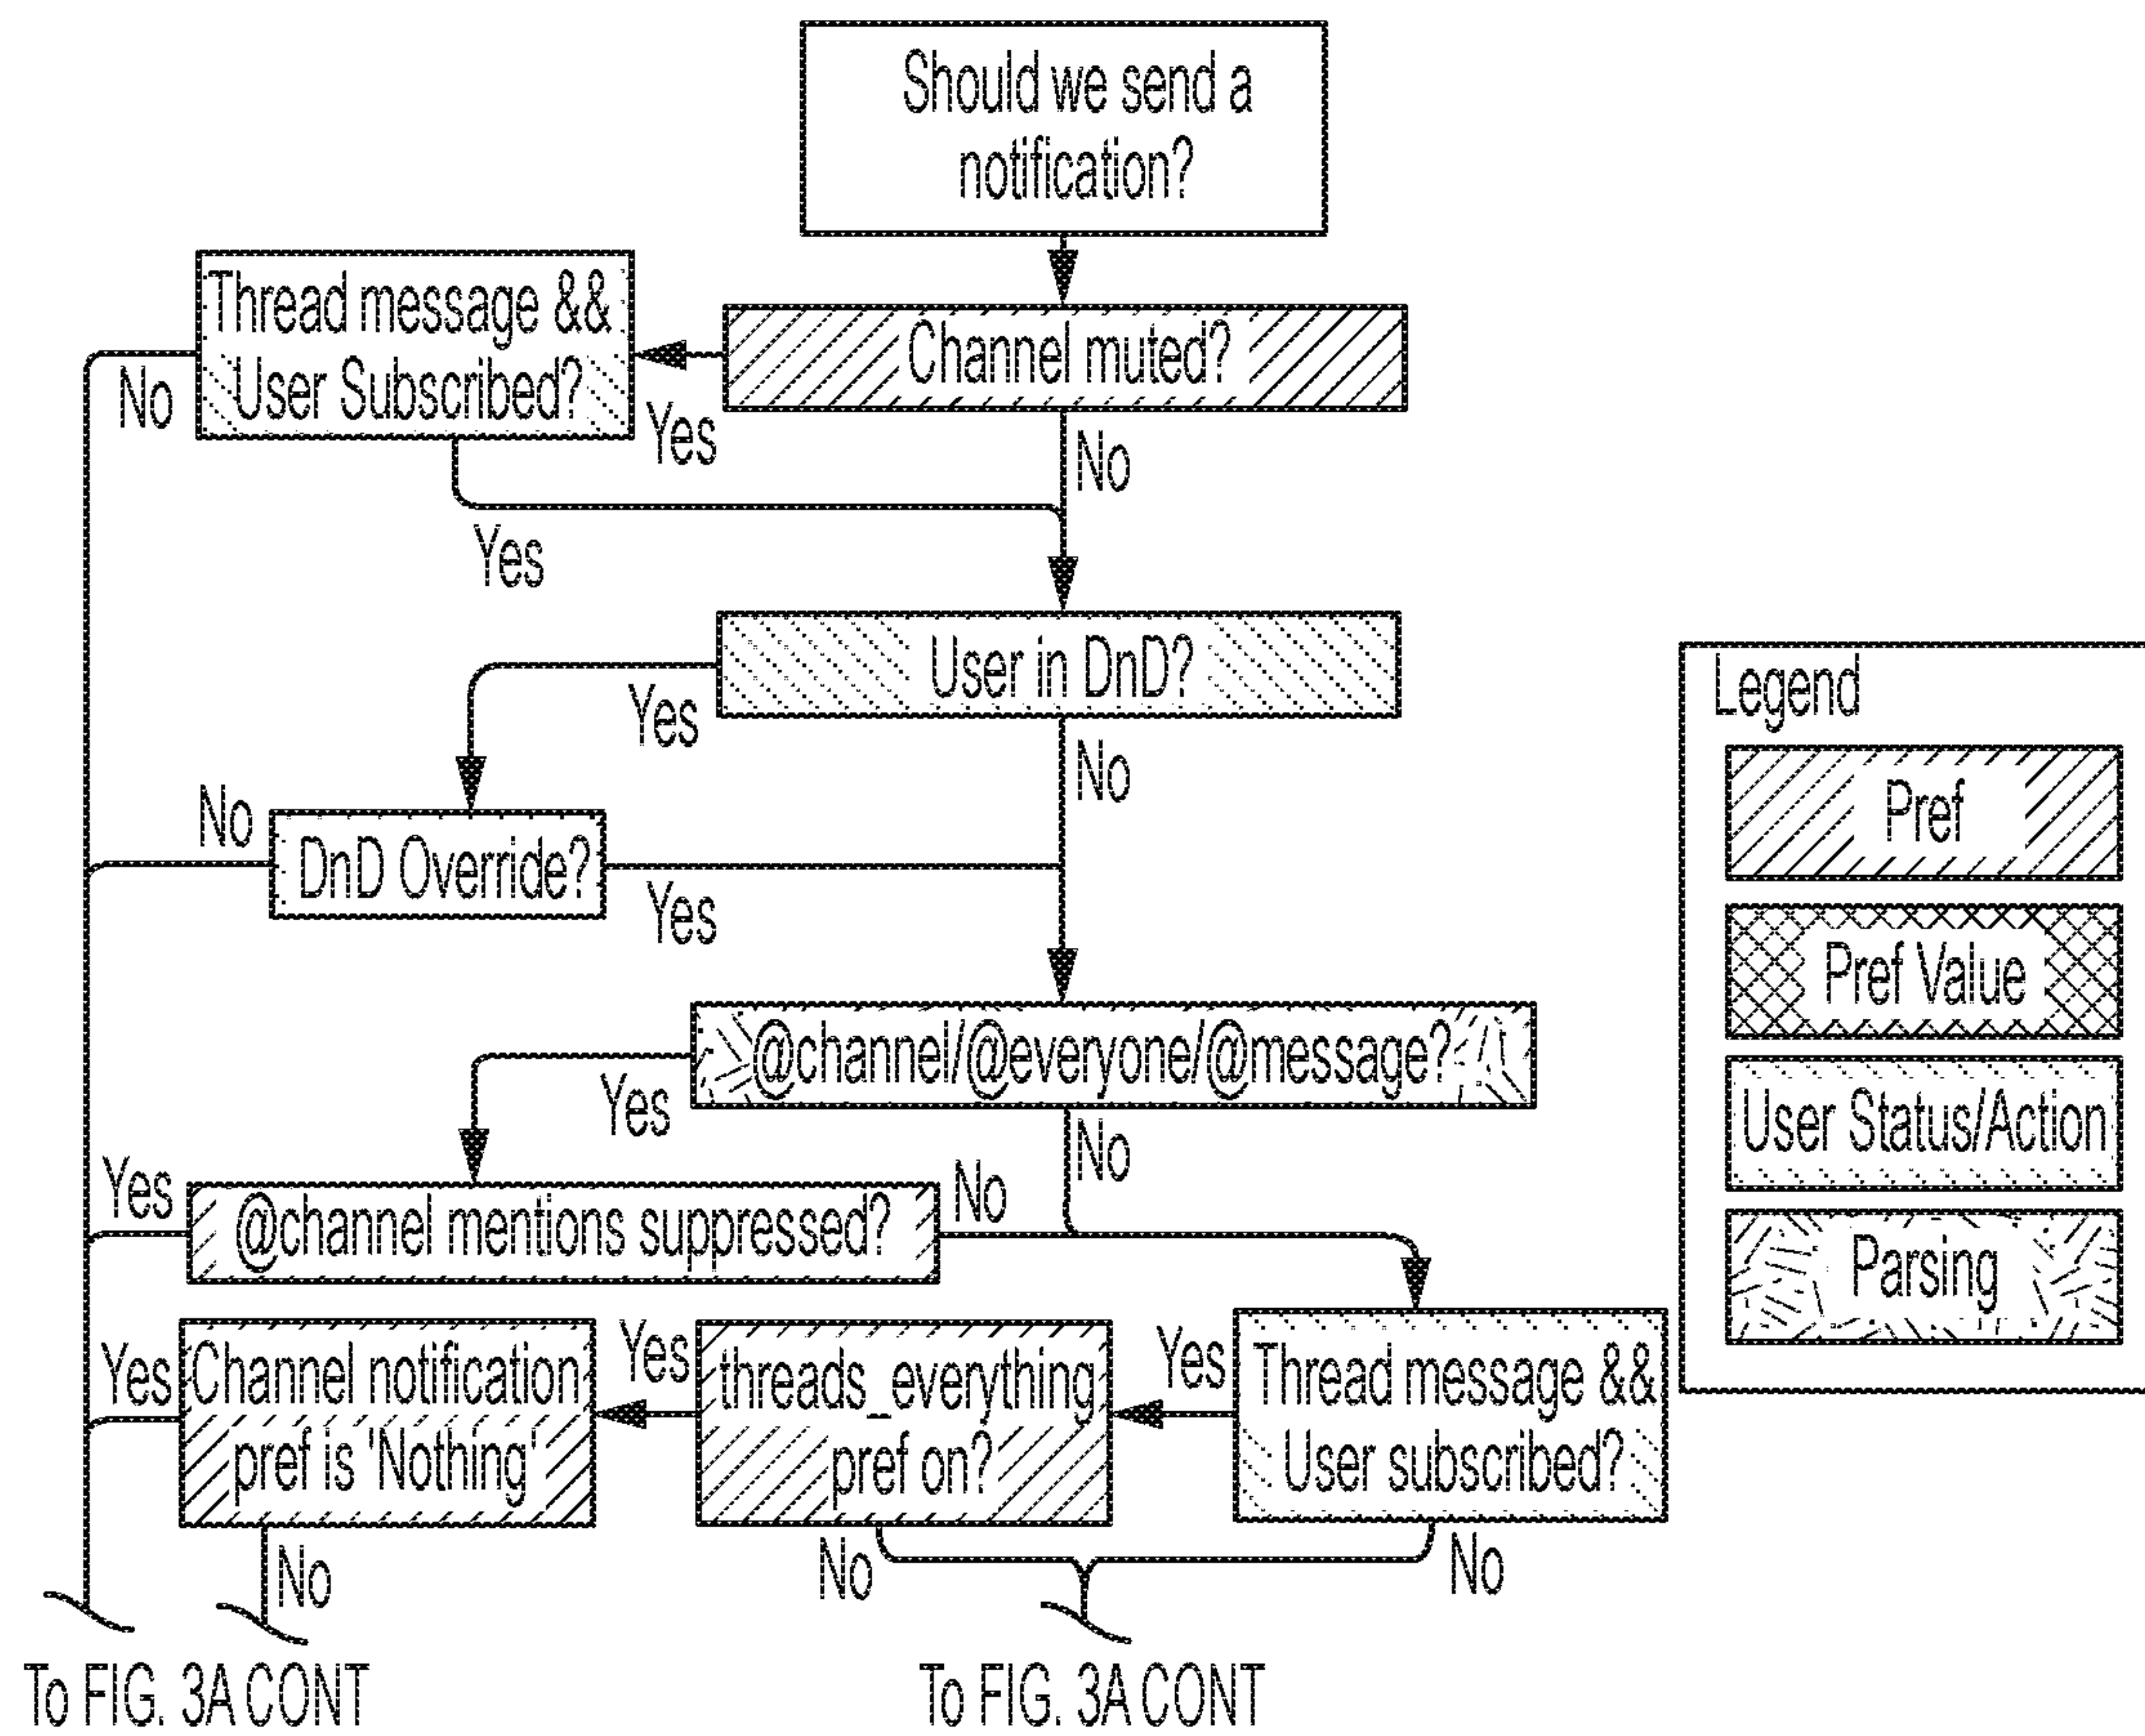 Should we send a
notification?
Thread message &&
User Subscribed?
Channel muted?
No
Yes
No
Yes
User in DnD?
Yes
No
No
DnD Override?
Yes
@channel/@everyone/@message?
Yes
No
Yes
@channel mentions suppressed?
No
Yes
Channel notification
pref is 'Nothing'
Yes
threads_everything
pref on?
Yes
Thread message &&
User subscribed?
No
No
No
To FIG. 3A CONT
To FIG. 3A CONT
Legend
Pref
Pref Value
User Status/Action
Parsing